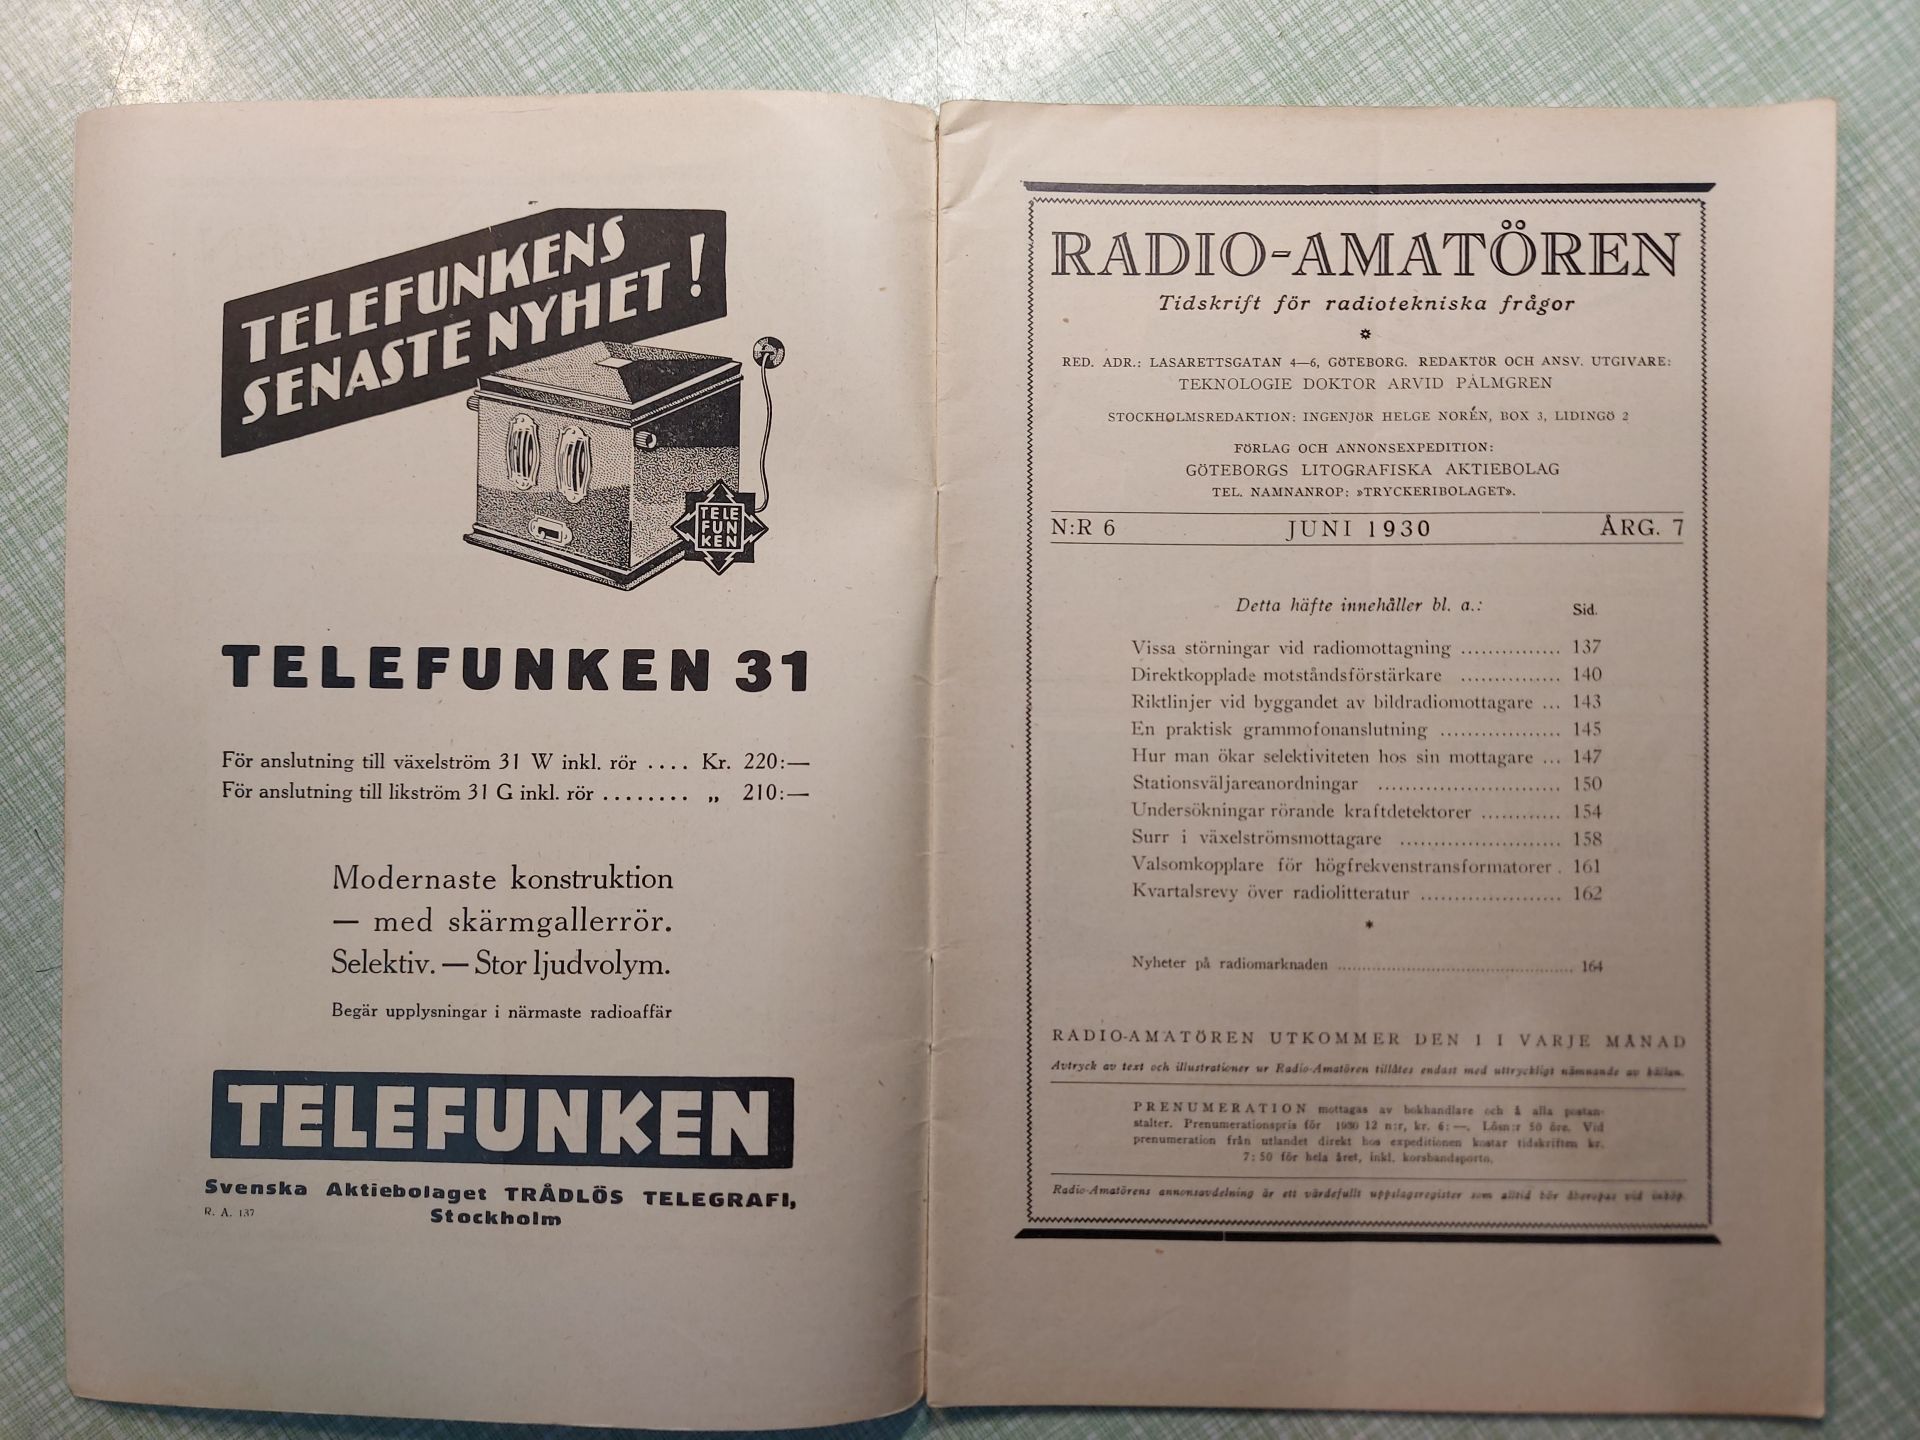 TELEFUNKENS
SENASTE NYHET!
TELE
FUN
KEN
TELEFUNKEN 31
För anslutning till växelström 31 W inkl. rör .... Kr. 220:—
För anslutning till likström 31 G inkl. rör ........ „ 210:—
Modernaste konstruktion
— med skärmgallerrör.
Selektiv. — Stor ljudvolym.
Begär upplysningar i närmaste radioaffär
TELEFUNKEN
Svenska Aktiebolaget TRÅDLÖS TELEGRAFI,
Stockholm
R. A. 137
RADIO-AMATÖREN
Tidskrift för radiotekniska frågor
RED. ADR.: LASARETTSGATAN 4—6, GÖTEBORG. REDAKTÖR OCH ANSV. UTGIVARE:
TEKNOLOGIE DOKTOR ARVID PALMGREN
STOCKHOLMSREDAKTION: INGENJÖR HELGE NORÉN, BOX 3, LIDINGÖ 2
FÖRLAG OCH ANNONSEXPEDITION:
GÖTEBORGS LITOGRAFISKA AKTIEBOLAG
TEL. NAMNANROP: »TRYCKERIBOLAGET».
N:R 6 JUNI 1930 ÅRG. 7
Detta häfte innehåller bl. a.: Sid.
Vissa störningar vid radiomottagning ............... 137
Direktkopplade motståndsförstärkare ............... 140
Riktlinjer vid byggandet av bildradiomottagare ... 143
En praktisk grammofonanslutning .................. 145
Hur man ökar selektiviteten hos sin mottagare ... 147
Stationsväljareanordningar ........................... 150
Undersökningar rörande kraftdetektorer ............ 154
Surr i växelströmsmottagare ........................ 158
Valsomkopplare för högfrekvenstransformatorer . 161
Kvartalsrevy över radiolitteratur ..................... 162
*
Nyheter på radiomarknaden ............................................. 164
RADIO-AMATÖREN UTKOMMER DEN 1 I VARJE MÅNAD
Avtryck av text och illustrationer ur Radio-Amatören tillåtes endast med uttryckligt nämnande av källan.
PRENUMERATION mottagas av bokhandlare och å alla postan-
stalter. Prenumerationspris för 1930 12 n:r, kr. 6:—. Lösn:r 50 öre. Vid
prenumeration från utlandet direkt hos expeditionen kostar tidskriften kr.
7:50 för hela året, inkl. korsbandsporto.
Radio-Amatörens annonsavdelning är ett värdefullt uppslagsregister som alltid bör åberopas vid inköp.